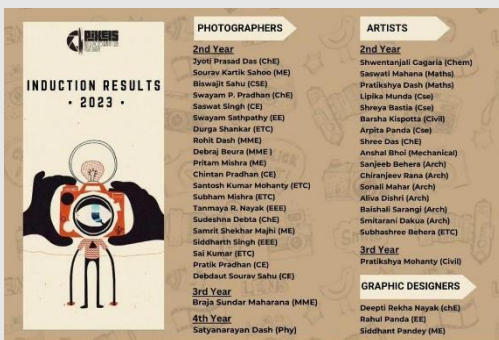 PIXELS
INDUCTION RESULTS
• 2023 •
PHOTOGRAPHERS
2nd Year
Jyoti Prasad Das (ChE)
Sourav Kartik Sahoo (ME)
Biswajit Sahu (CSE)
Swayam P. Pradhan (ChE)
Saswat Singh (CE)
Swayam Sathpathy (EE)
Durga Shankar (ETC)
Rohit Dash (MME)
Debraj Beura (MME )
Pritam Mishra (ME)
Chintan Pradhan (CE)
Santosh Kumar Mohanty (ETC)
Subham Mishra (ETC)
Tanmaya R. Nayak (EEE)
Sudeshna Debta (ChE)
Samrit Shekhar Majhi (ME)
Siddharth Singh (EEE)
Sai Kumar (ETC)
Pratik Pradhan (CE)
Debdaut Sourav Sahu (CE)
3rd Year
Braja Sundar Maharana (MME)
4th Year
Satyanarayan Dash (Phy)
ARTISTS
2nd Year
Shwentanjali Gagaria (Chem)
Saswati Mahana (Maths)
Pratikshya Dash (Maths)
Lipika Munda (Cse)
Shreya Bastia (Cse)
Barsha Kispotta (Civil)
Arpita Panda (Cse)
Shree Das (ChE)
Anshal Bhoi (Mechanical)
Sanjeeb Behera (Arch)
Chiranjeev Rana (Arch)
Sonali Mahar (Arch)
Aliva Dishri (Arch)
Baishali Sarangi (Arch)
Smitarani Dakua (Arch)
Subhashree Behera (ETC)
3rd Year
Pratikshya Mohanty (Civil)
GRAPHIC DESIGNERS
Deepti Rekha Nayak (chE)
Rahul Panda (EE)
Siddhant Pandey (ME)